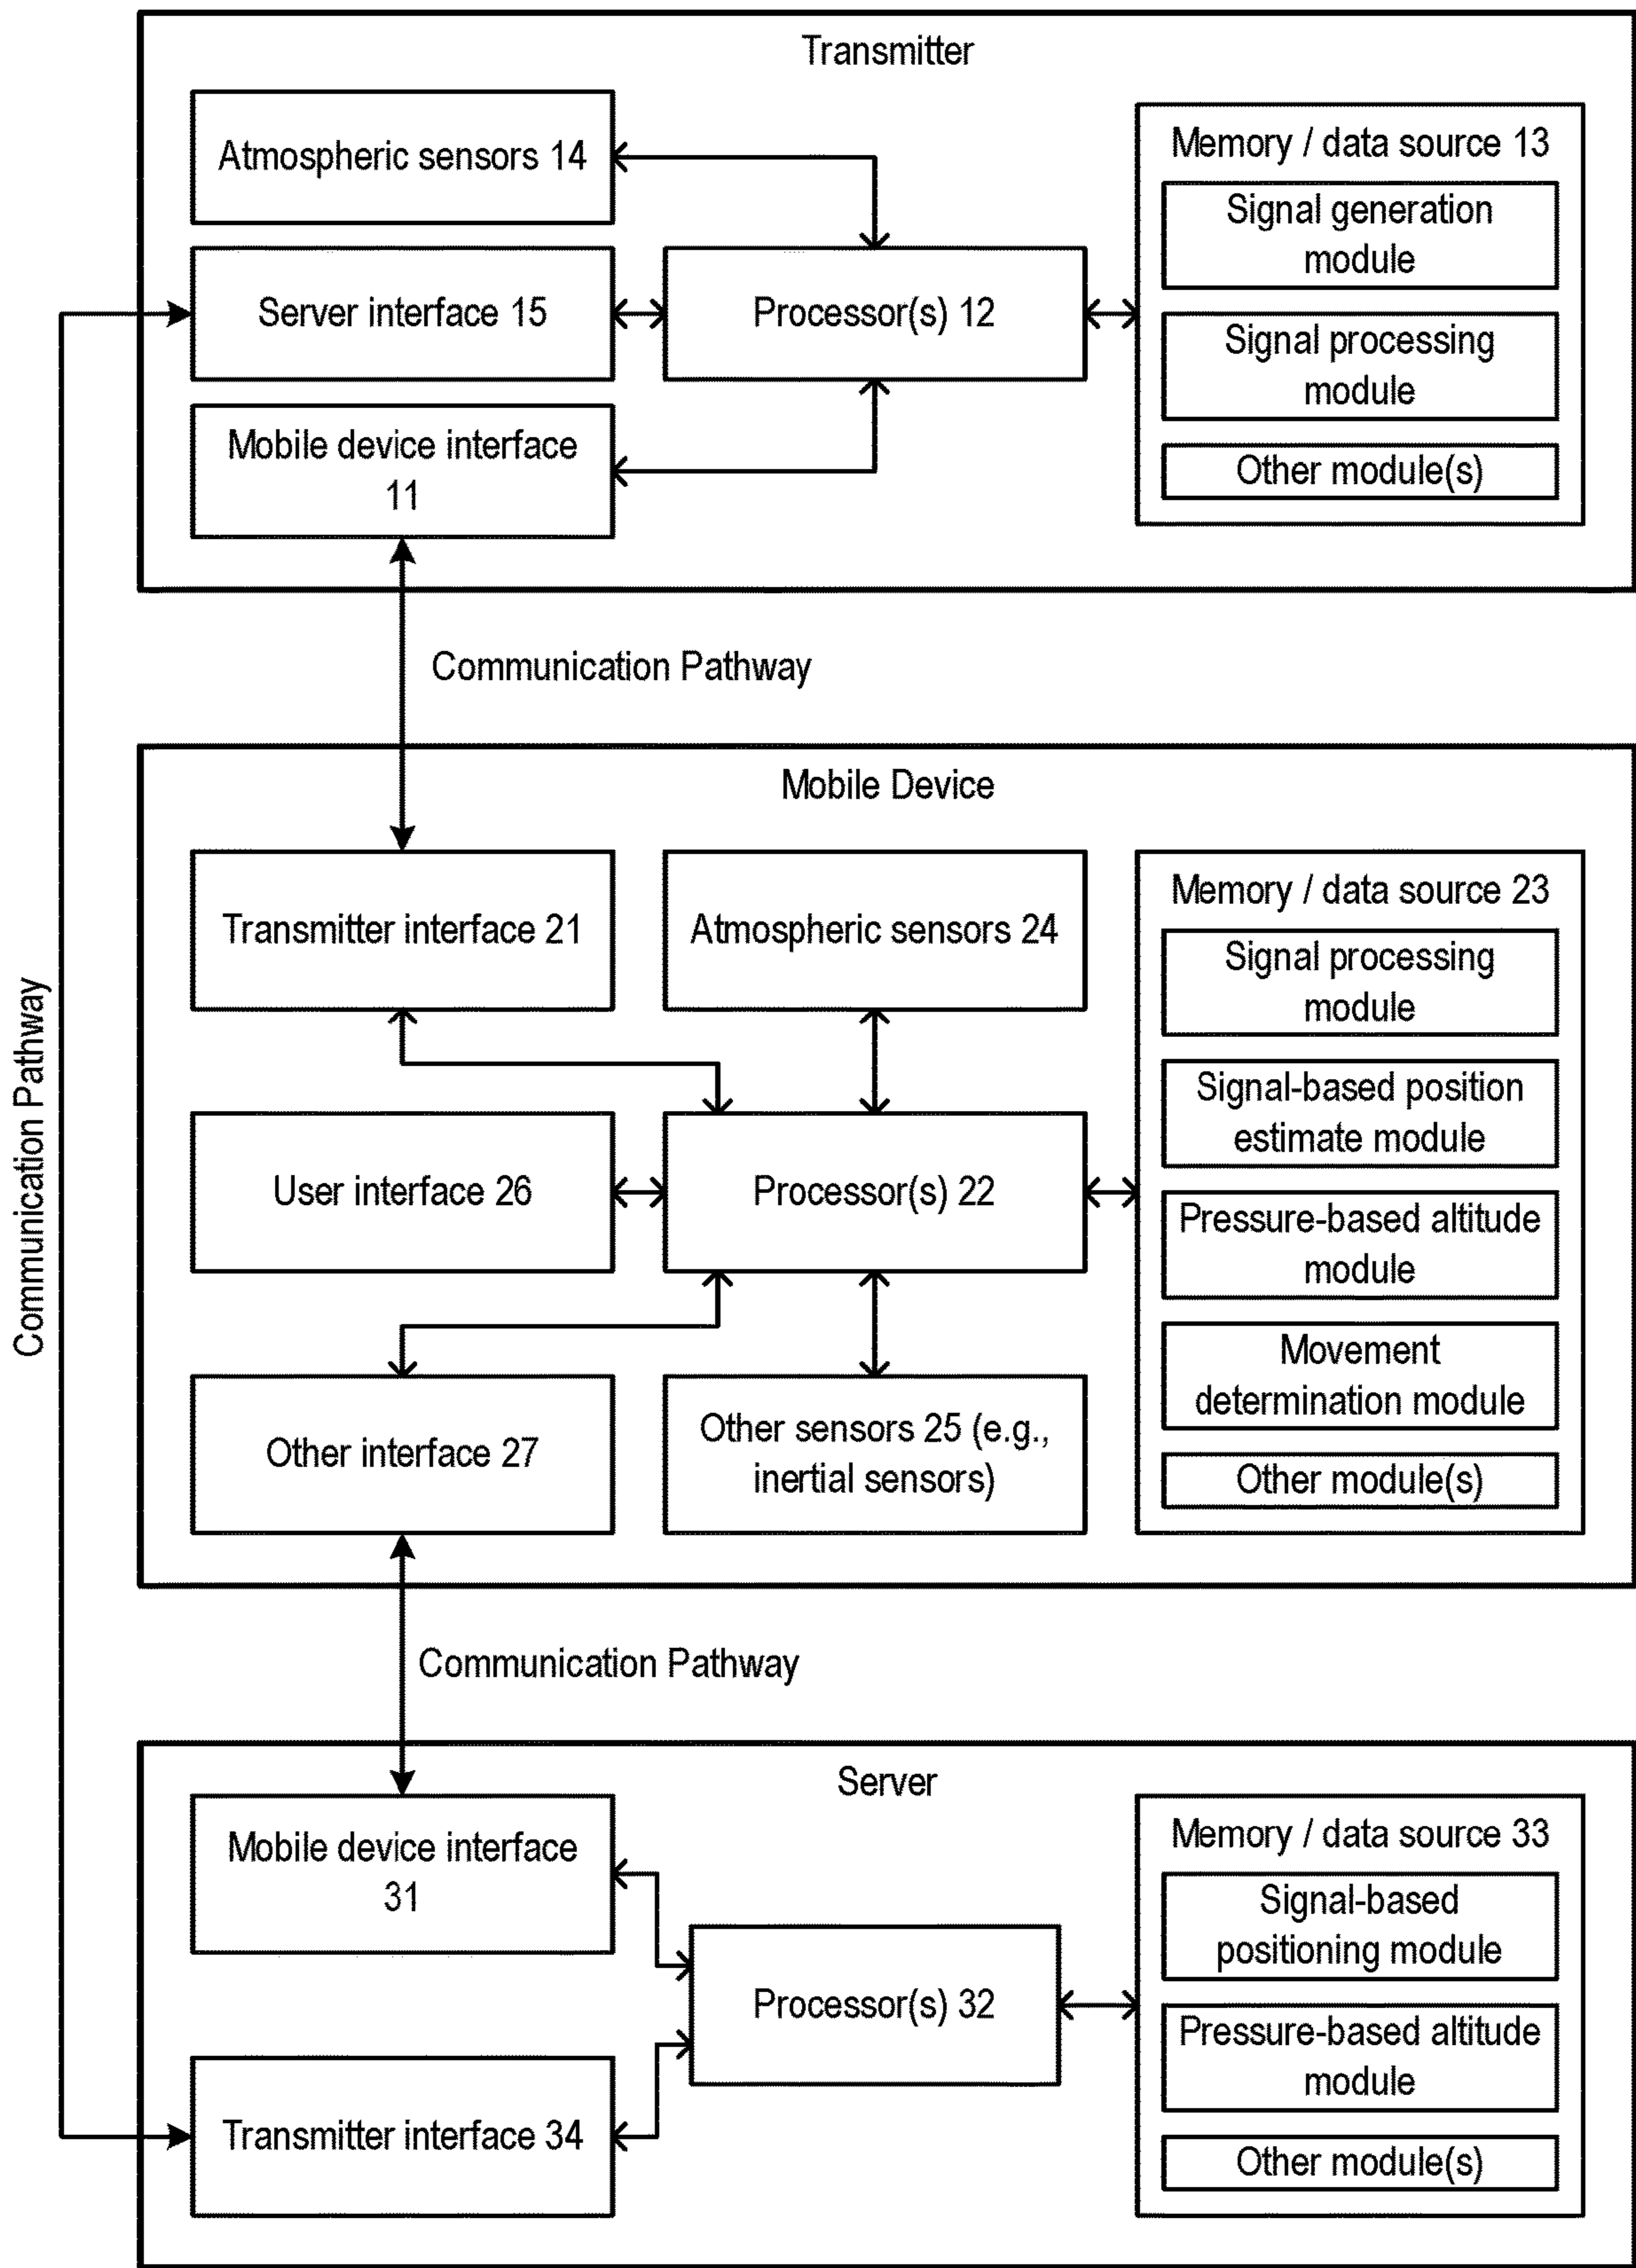 Transmitter
Atmospheric sensors 14
Server interface 15
Mobile device interface
11
Processor(s) 12
Memory / data source 13
Signal generation
module
Signal processing
module
Other module(s)
Communication Pathway
Communication Pathway
Mobile Device
Transmitter interface 21
Atmospheric sensors 24
User interface 26
Processor(s) 22
Other interface 27
Other sensors 25 (e.g.,
inertial sensors)
Memory / data source 23
Signal processing
module
Signal-based position
estimate module
Pressure-based altitude
module
Movement
determination module
Other module(s)
Communication Pathway
Server
Mobile device interface
31
Processor(s) 32
Transmitter interface 34
Memory / data source 33
Signal-based
positioning module
Pressure-based altitude
module
Other module(s)